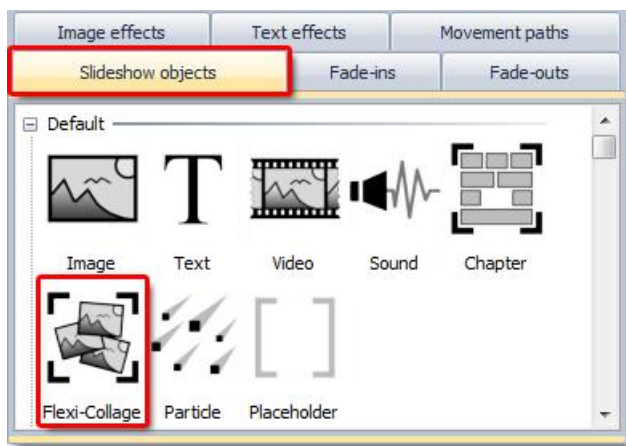 Image effects Text effects Movement paths
Slideshow objects Fade-ins Fade-outs
Default
Image Text Video Sound Chapter
Flexi-Collage Particle Placeholder